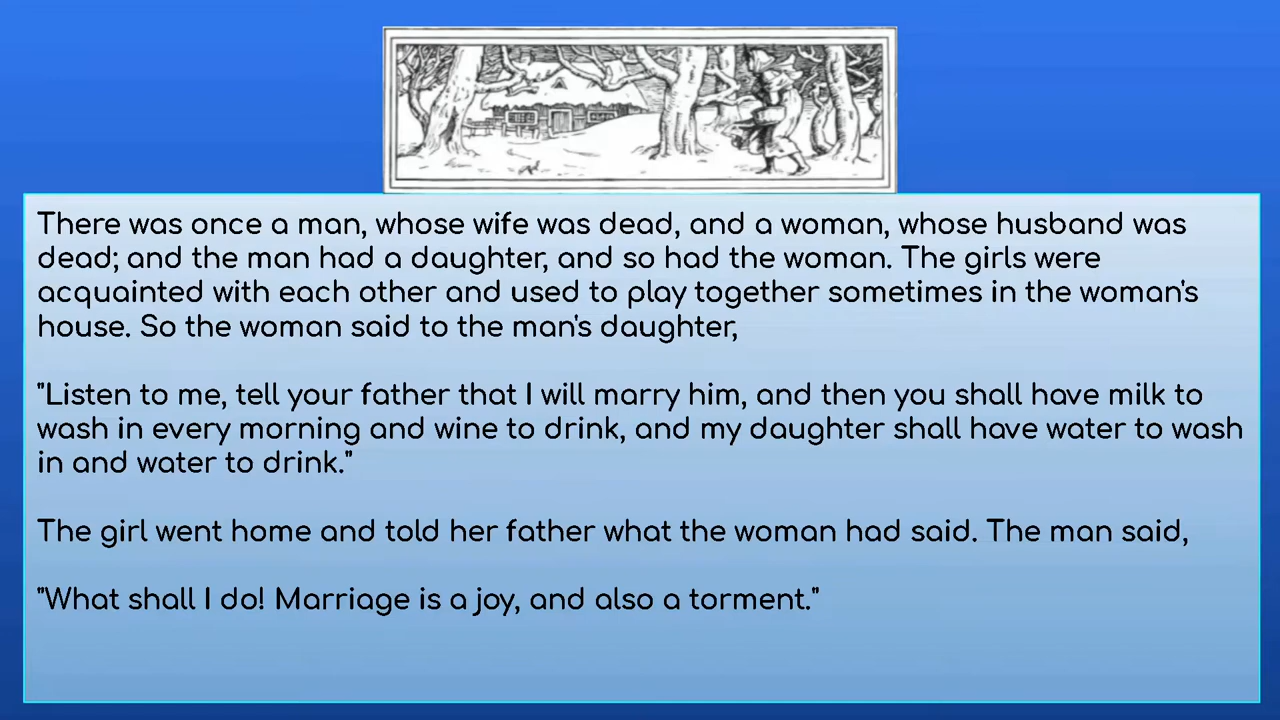 There was once a man, whose wife was dead, and a woman, whose husband was
dead; and the man had a daughter, and so had the woman. The girls were
acquainted with each other and used to play together sometimes in the woman's
house. So the woman said to the man's daughter,
"Listen to me, tell your father that I will marry him, and then you shall have milk to
wash in every morning and wine to drink, and my daughter shall have water to wash
in and water to drink."
The girl went home and told her father what the woman had said. The man said,
"What shall I do! Marriage is a joy, and also a torment."